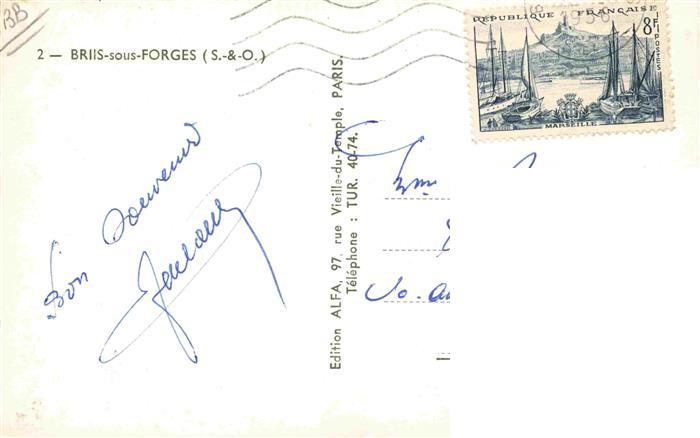 BB
2 — BRIIS-sous-FORGES (S.-&-O.)
RÉPUBLIQUE FRANÇAISE
8F
POSTES
MARSEILLE
Bon Souvenir
Edition ALFA, 97, rue Vieille-du-Temple, PARIS.
Téléphone : TUR. 40-74.